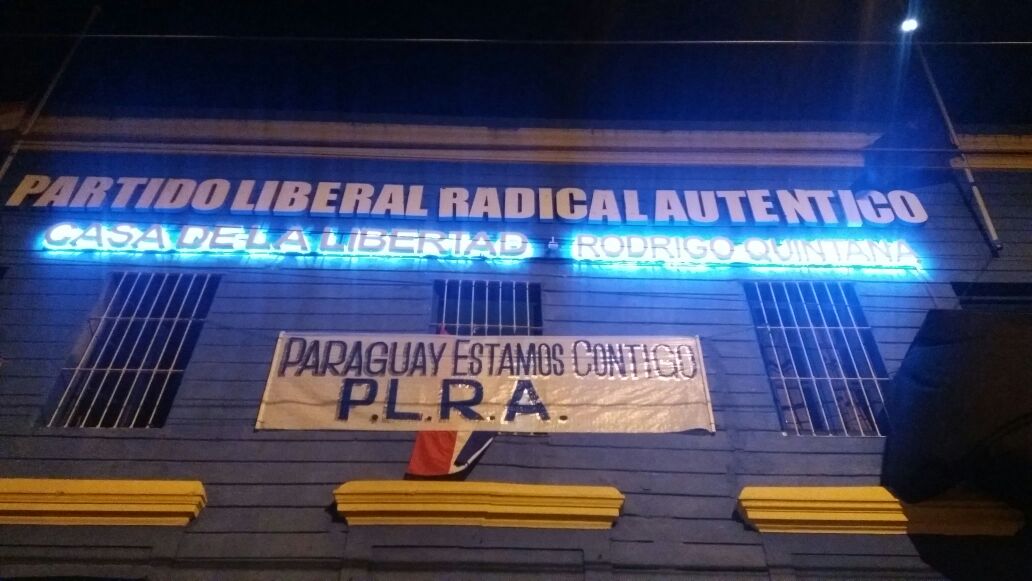 PARTIDO LIBERAL RADICAL AUTENTICO
CASA DE LA LIBERTAD RODRIGO QUINTANA
PARAGUAY ESTAMOS CONTIGO
P.L.R.A.